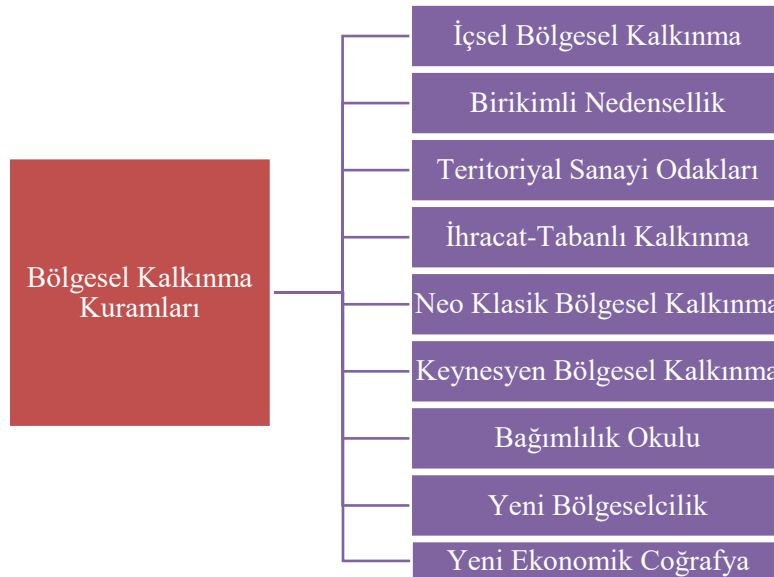 Bölgesel Kalkınma
Kuramları
İçsel Bölgesel Kalkınma
Birikimli Nedensellik
Teritoriyal Sanayi Odakları
İhracat-Tabanlı Kalkınma
Neo Klasik Bölgesel Kalkınma
Keynesyen Bölgesel Kalkınma
Bağımlılık Okulu
Yeni Bölgeselcilik
Yeni Ekonomik Coğrafya